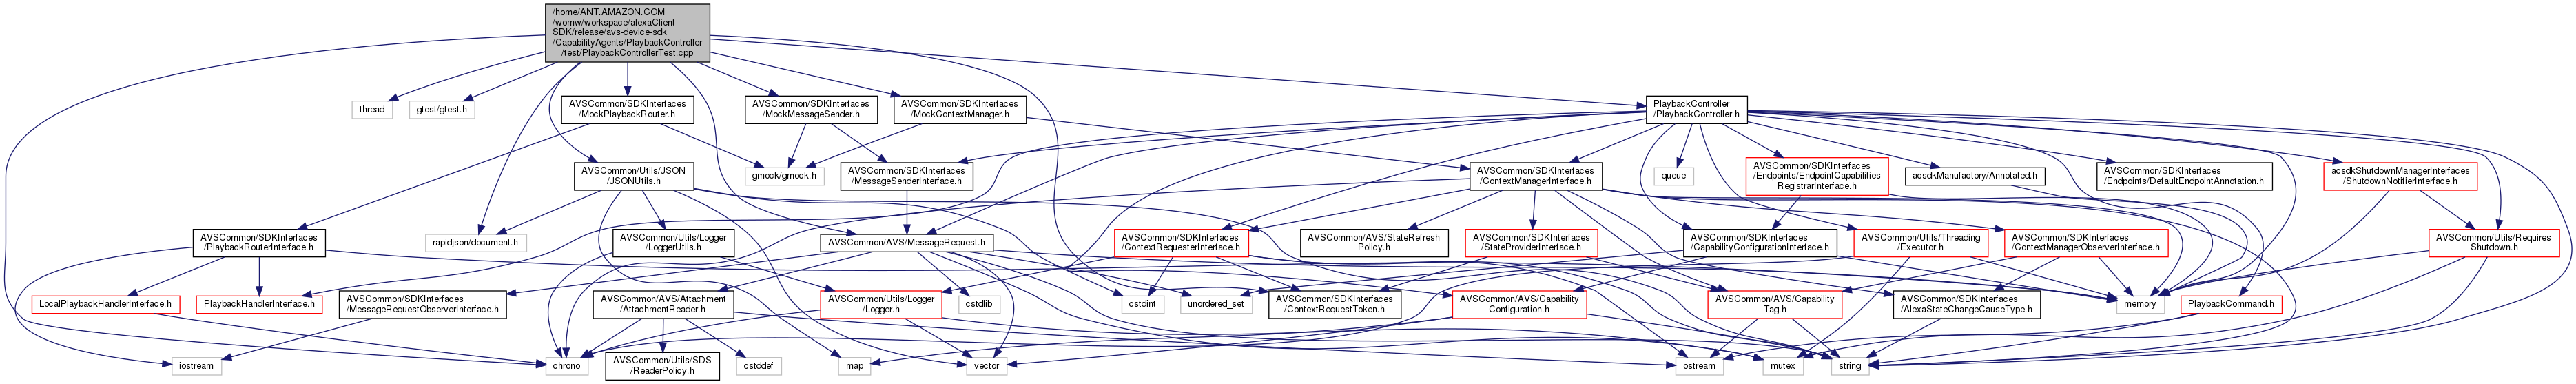 /home/ANT.AMAZON.COM
/womw/workspace/alexaClient
SDK/release/avs-device-sdk
/CapabilityAgents/PlaybackController
/test/PlaybackControllerTest.cpp
thread
gtest/gtest.h
AVSCommon/SDKInterfaces
/MockPlaybackRouter.h
AVSCommon/SDKInterfaces
/MockMessageSender.h
AVSCommon/SDKInterfaces
/MockContextManager.h
PlaybackController
/PlaybackController.h
AVSCommon/Utils/JSON
/JSONUtils.h
gmock/gmock.h
AVSCommon/SDKInterfaces
/MessageSenderInterface.h
AVSCommon/SDKInterfaces
/ContextManagerInterface.h
queue
AVSCommon/SDKInterfaces
/Endpoints/EndpointCapabilities
RegistrarInterface.h
acsdkManufactory/Annotated.h
AVSCommon/SDKInterfaces
/Endpoints/DefaultEndpointAnnotation.h
acsdkShutdownManagerInterfaces
/ShutdownNotifierInterface.h
AVSCommon/SDKInterfaces
/PlaybackRouterInterface.h
rapidjson/document.h
AVSCommon/Utils/Logger
/LoggerUtils.h
AVSCommon/AVS/MessageRequest.h
AVSCommon/SDKInterfaces
/ContextRequesterInterface.h
AVSCommon/AVS/StateRefresh
Policy.h
AVSCommon/SDKInterfaces
/StateProviderInterface.h
AVSCommon/SDKInterfaces
/CapabilityConfigurationInterface.h
AVSCommon/Utils/Threading
/Executor.h
AVSCommon/SDKInterfaces
/ContextManagerObserverInterface.h
AVSCommon/Utils/Requires
Shutdown.h
LocalPlaybackHandlerInterface.h
PlaybackHandlerInterface.h
AVSCommon/SDKInterfaces
/MessageRequestObserverInterface.h
AVSCommon/AVS/Attachment
/AttachmentReader.h
AVSCommon/Utils/Logger
/Logger.h
cstdlib
cstdint
unordered_set
AVSCommon/SDKInterfaces
/ContextRequestToken.h
AVSCommon/AVS/Capability
Configuration.h
AVSCommon/AVS/Capability
Tag.h
AVSCommon/SDKInterfaces
/AlexaStateChangeCauseType.h
memory
PlaybackCommand.h
iostream
chrono
AVSCommon/Utils/SDS
/ReaderPolicy.h
cstddef
map
vector
ostream
mutex
string